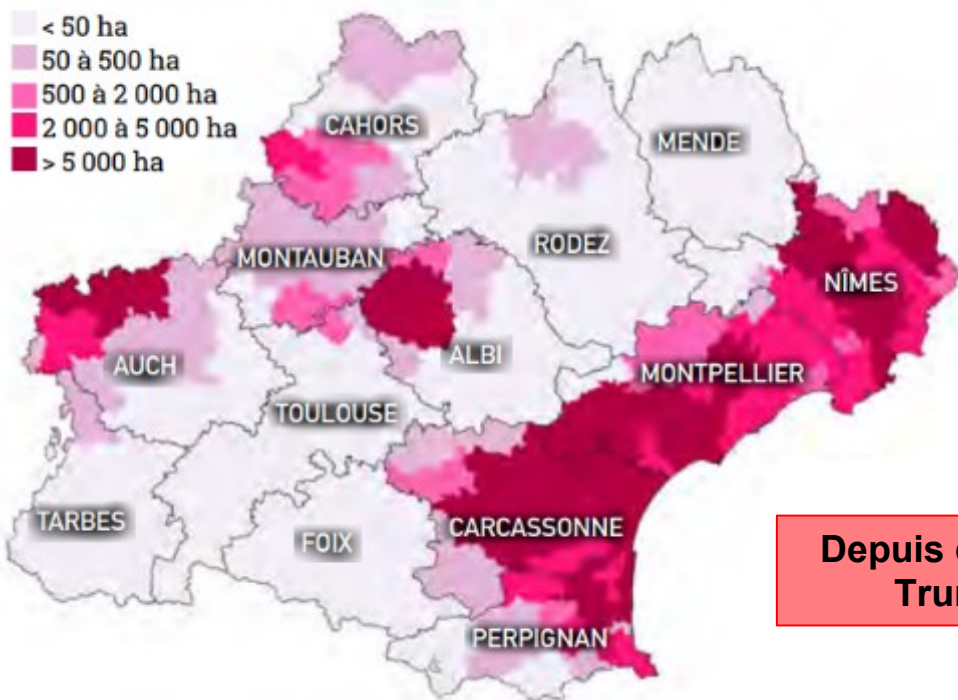 < 50 ha
50 à 500 ha
500 à 2 000 ha
2 000 à 5 000 ha
> 5 000 ha
CAHORS
MENDE
RODEZ
MONTAUBAN
NÎMES
ALBI
AUCH
MONTPELLIER
TOULOUSE
TARBES
CARCASSONNE
FOIX
Depuis
PERPIGNAN